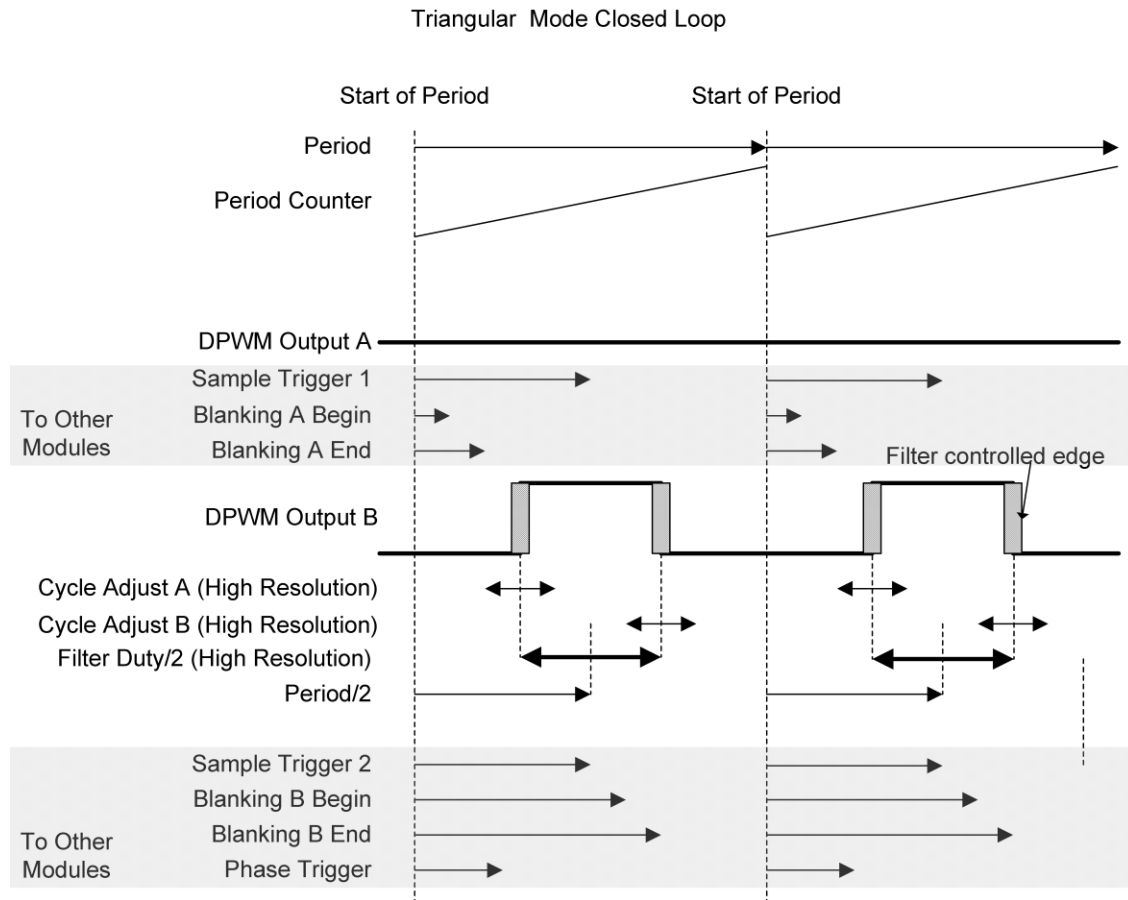 Triangular Mode Closed Loop
Start of Period
Start of Period
Period
Period Counter
DPWM Output A
Sample Trigger 1
To Other
Modules
Blanking A Begin
Blanking A End
Filter controlled edge
DPWM Output B
Cycle Adjust A (High Resolution)
Cycle Adjust B (High Resolution)
Filter Duty/2 (High Resolution)
Period/2
Sample Trigger 2
Blanking B Begin
To Other
Modules
Blanking B End
Phase Trigger